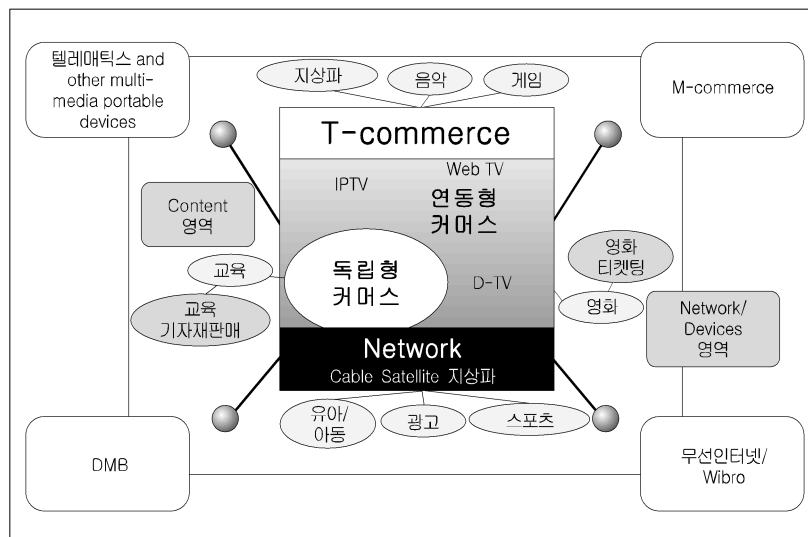 텔레매틱스 and
other multi-
media portable
devices
지상파
음악
게임
M-commerce
T-commerce
Web TV
IPTV
연동형
커머스
Content
영역
교육
독립형
커머스
D-TV
영화
티켓팅
영화
교육
기자재판매
Network/
Devices
영역
Network
Cable Satellite 지상파
유아/
아동
광고
스포츠
DMB
무선인터넷/
Wibro